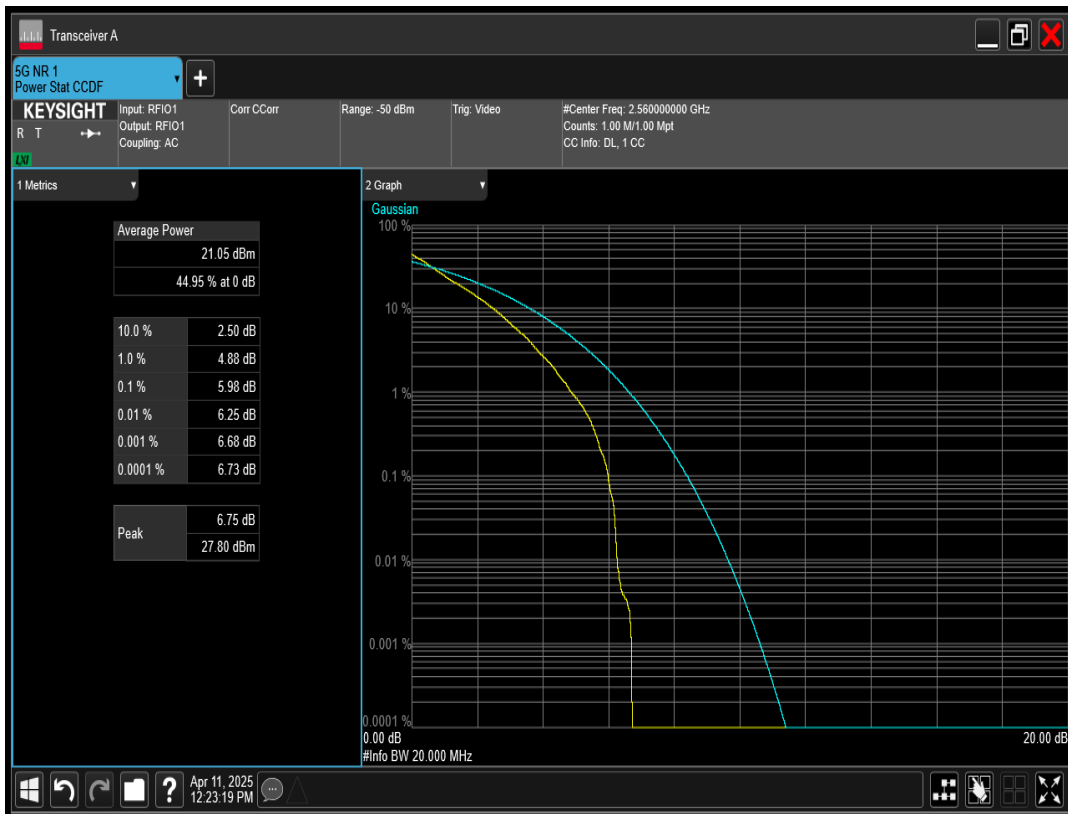 Transceiver A
5G NR 1
Power Stat CCDF
+
KEYSIGHT
R T
LXI
Input: RFIO1
Output: RFIO1
Coupling: AC
Corr CCorr
Range: -50 dBm
Trig: Video
#Center Freq: 2.560000000 GHz
Counts: 1.00 M/1.00 Mpt
CC Info: DL, 1 CC
1 Metrics
Average Power
21.05 dBm
44.95 % at 0 dB
10.0 % 2.50 dB
1.0 % 4.88 dB
0.1 % 5.98 dB
0.01 % 6.25 dB
0.001 % 6.68 dB
0.0001 % 6.73 dB
Peak 6.75 dB
27.80 dBm
2 Graph
Gaussian
100 %
10 %
1 %
0.1 %
0.01 %
0.001 %
0.0001 %
0.00 dB 20.00 dB
#Info BW 20.000 MHz
?
Apr 11, 2025
12:23:19 PM